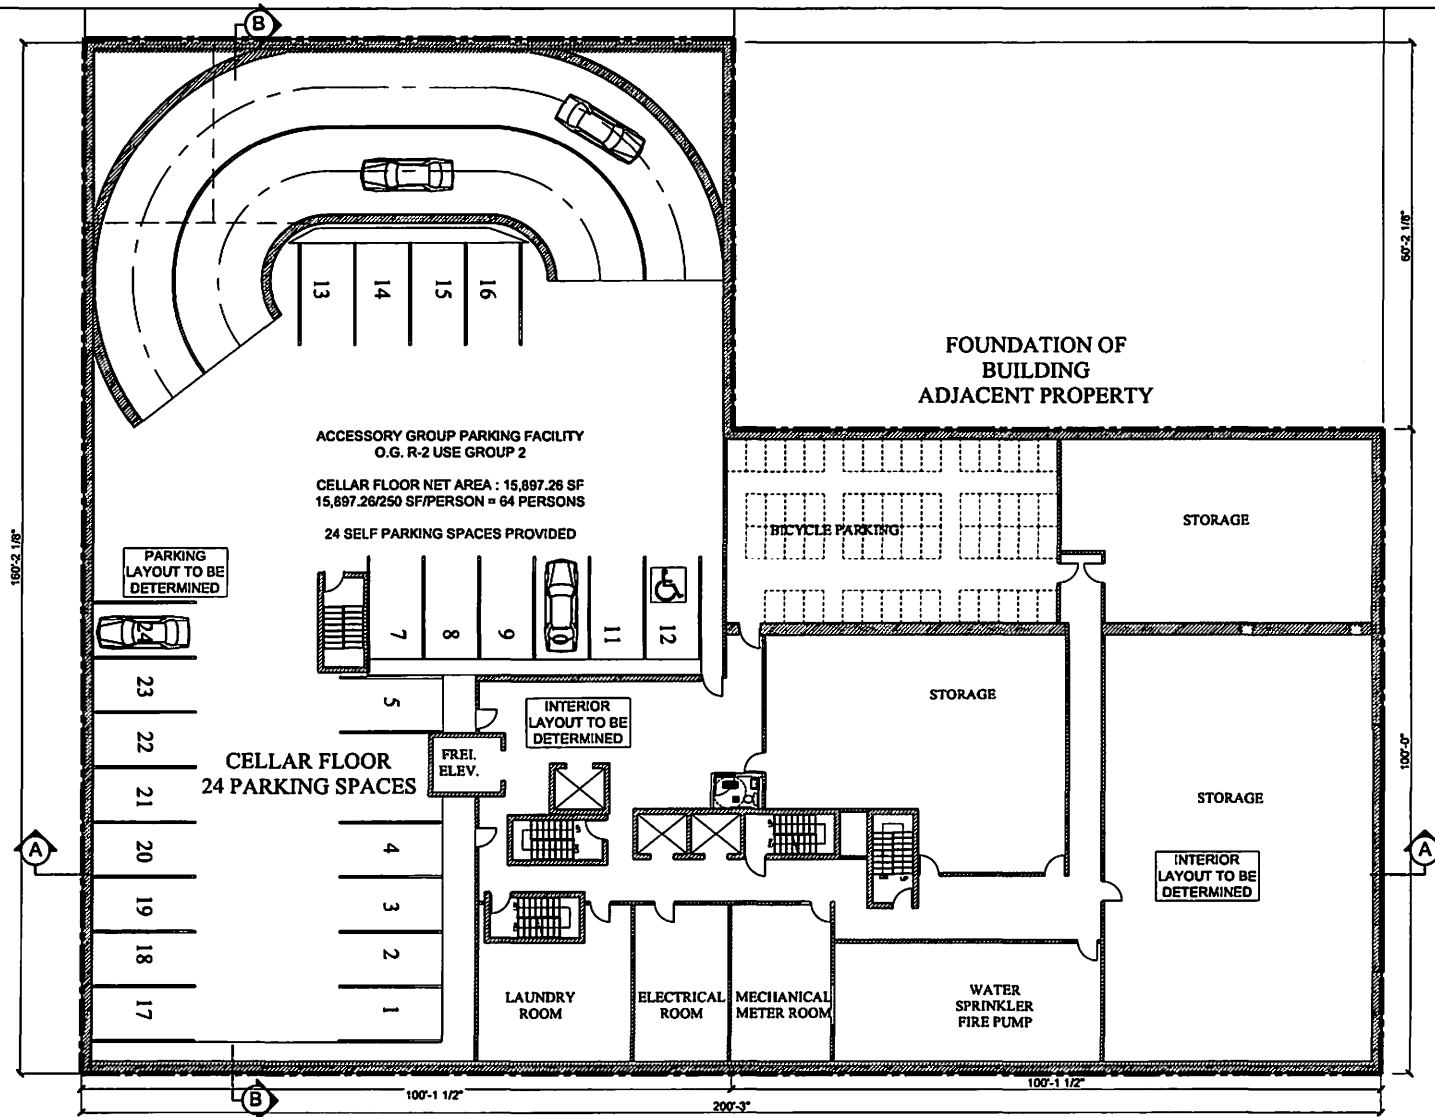 B
160'-2 1/8"
60'-2 1/8"
13
14
15
16
FOUNDATION OF
BUILDING
ADJACENT PROPERTY
ACCESSORY GROUP PARKING FACILITY
O.G. R-2 USE GROUP 2
CELLAR FLOOR NET AREA : 15,897.26 SF
15,897.26/250 SF/PERSON = 64 PERSONS
24 SELF PARKING SPACES PROVIDED
BICYCLE PARKING
STORAGE
PARKING
LAYOUT TO BE
DETERMINED
24
7
8
9
0
11
12
23
5
INTERIOR
LAYOUT TO BE
DETERMINED
STORAGE
22
CELLAR FLOOR
24 PARKING SPACES
FREI.
ELEV.
100'-0"
21
STORAGE
20
4
A
A
INTERIOR
LAYOUT TO BE
DETERMINED
19
3
18
2
17
1
LAUNDRY
ROOM
ELECTRICAL
ROOM
MECHANICAL
METER ROOM
WATER
SPRINKLER
FIRE PUMP
B
100'-1 1/2"
100'-1 1/2"
200'-3"